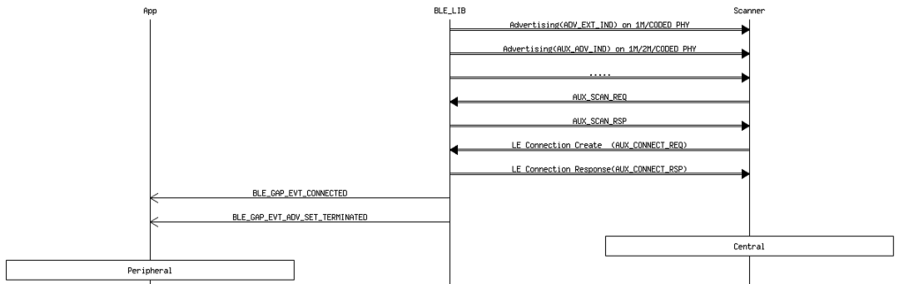 App BLE_LIB Scanner
Advertising(ADV_EXT_IND) on 1M/CODED PHY
Advertising(AUX_ADV_IND) on 1M/2M/CODED PHY
.....
AUX_SCAN_REQ
AUX_SCAN_RSP
LE Connection Create (AUX_CONNECT_REQ)
LE Connection Response(AUX_CONNECT_RSP)
BLE_GAP_EVT_CONNECTED
BLE_GAP_EVT_ADV_SET_TERMINATED
Central
Peripheral